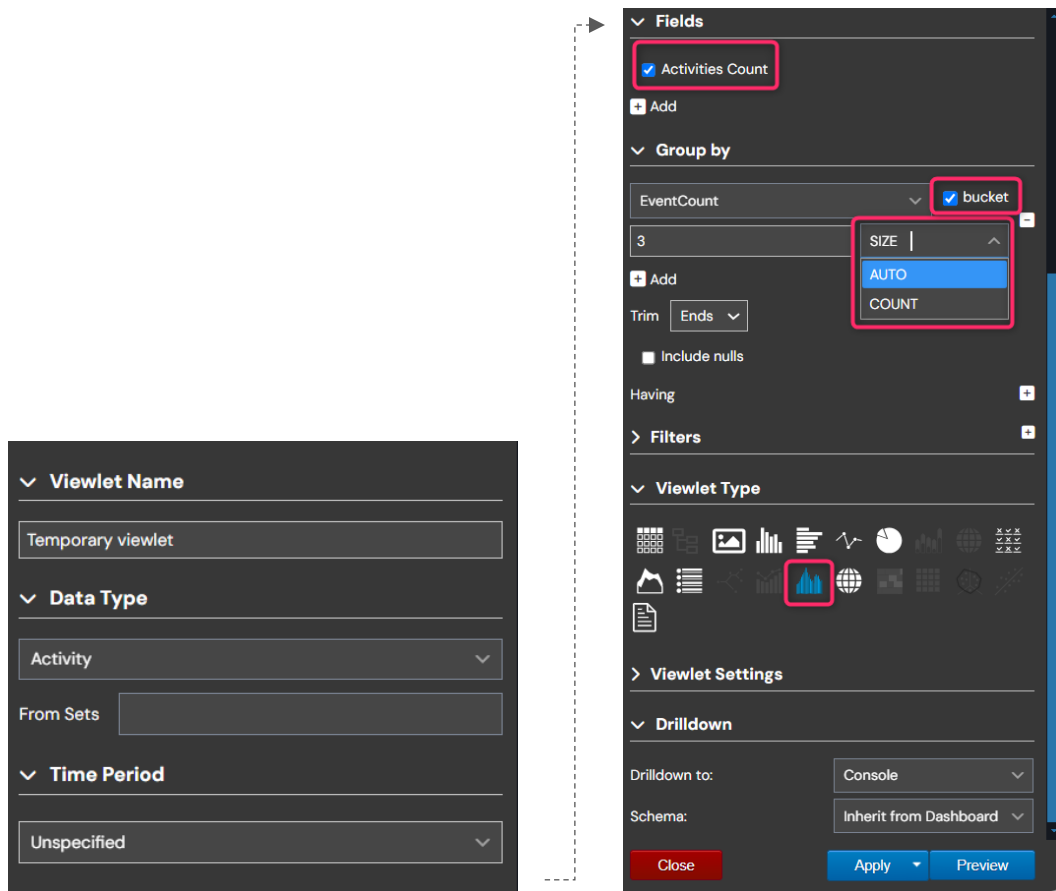 Viewlet Name
Temporary viewlet
Data Type
Activity
From Sets
Time Period
Unspecified
Fields
Activities Count
Add
Group by
EventCount
bucket
3
SIZE
AUTO
COUNT
Add
Trim Ends
Include nulls
Having
Filters
Viewlet Type
Viewlet Settings
Drilldown
Drilldown to: Console
Schema: Inherit from Dashboard
Close Apply Preview